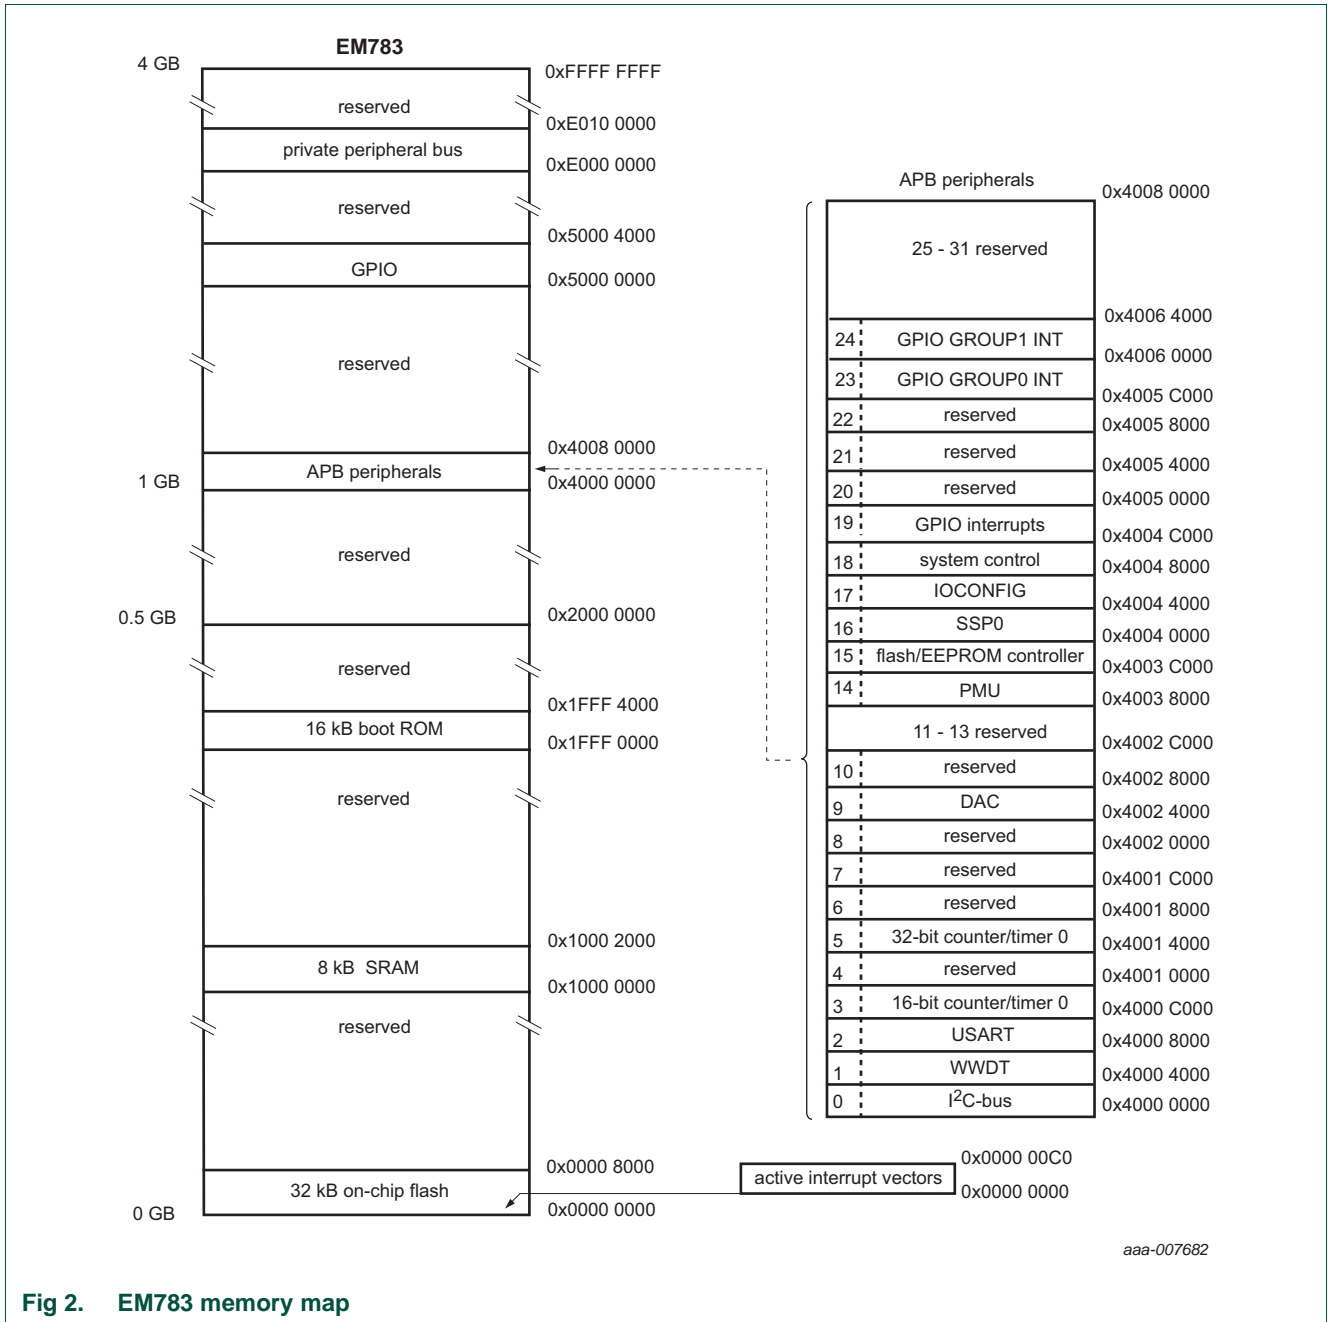 EM783
4 GB
0xFFFF FFFF
reserved
0xE010 0000
private peripheral bus
0xE000 0000
reserved
0x5000 4000
GPIO
0x5000 0000
reserved
0x4008 0000
APB peripherals
1 GB
0x4000 0000
reserved
0.5 GB
0x2000 0000
reserved
0x1FFF 4000
16 kB boot ROM
0x1FFF 0000
reserved
0x1000 2000
8 kB SRAM
0x1000 0000
reserved
0x0000 8000
32 kB on-chip flash
0 GB
0x0000 0000
APB peripherals
0x4008 0000
25 - 31 reserved
0x4006 4000
24 GPIO GROUP1 INT
0x4006 0000
23 GPIO GROUP0 INT
0x4005 C000
22 reserved
0x4005 8000
21 reserved
0x4005 4000
20 reserved
0x4005 0000
19 GPIO interrupts
0x4004 C000
18 system control
0x4004 8000
17 IOCONFIG
0x4004 4000
16 SSP0
0x4004 0000
15 flash/EEPROM controller
0x4003 C000
14 PMU
0x4003 8000
11 - 13 reserved
0x4002 C000
10 reserved
0x4002 8000
9 DAC
0x4002 4000
8 reserved
0x4002 0000
7 reserved
0x4001 C000
6 reserved
0x4001 8000
5 32-bit counter/timer 0
0x4001 4000
4 reserved
0x4001 0000
3 16-bit counter/timer 0
0x4000 C000
2 USART
0x4000 8000
1 WWDT
0x4000 4000
0 I2C-bus
0x4000 0000
0x0000 00C0
active interrupt vectors
0x0000 0000
aaa-007682
Fig 2. EM783 memory map